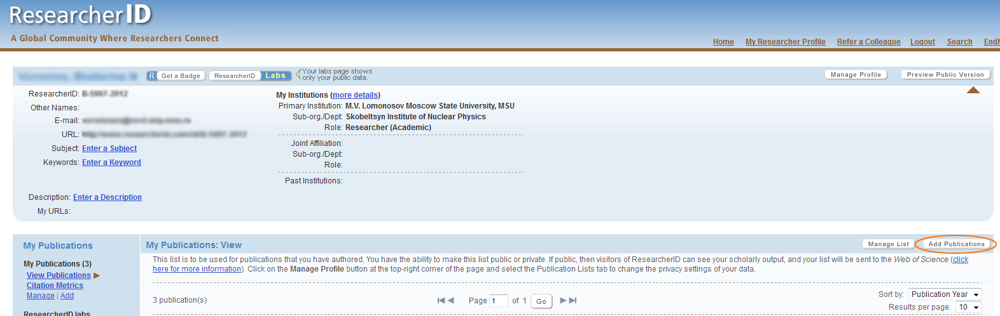 ResearcherID
A Global Community Where Researchers Connect
Home My Researcher Profile Refer a Colleague Logout Search EndN
R Get a Badge ResearcherID Labs Your labs page shows
only your public data.
Manage Profile Preview Public Version
ResearcherID:
Other Names:
E-mail:
URL:
Subject: Enter a Subject
Keywords: Enter a Keyword
Description: Enter a Description
My URLs:
My Institutions (more details)
Primary Institution: M.V. Lomonosov Moscow State University, MSU
Sub-org./Dept: Skobeltsyn Institute of Nuclear Physics
Role: Researcher (Academic)
Joint Affiliation:
Sub-org./Dept:
Role:
Past Institutions:
My Publications
My Publications (3)
View Publications
Citation Metrics
Manage | Add
ResearcherID labs
My Publications: View
Manage List Add Publications
This list is to be used for publications that you have authored. You have the ability to make this list public or private. If public, then visitors of ResearcherID can see your scholarly output, and your list will be sent to the Web of Science (click
here for more information). Click on the Manage Profile button at the top-right corner of the page and select the Publication Lists tab to change the privacy settings of your data.
3 publication(s) Page 1 of 1 Go
Sort by: Publication Year
Results per page: 10